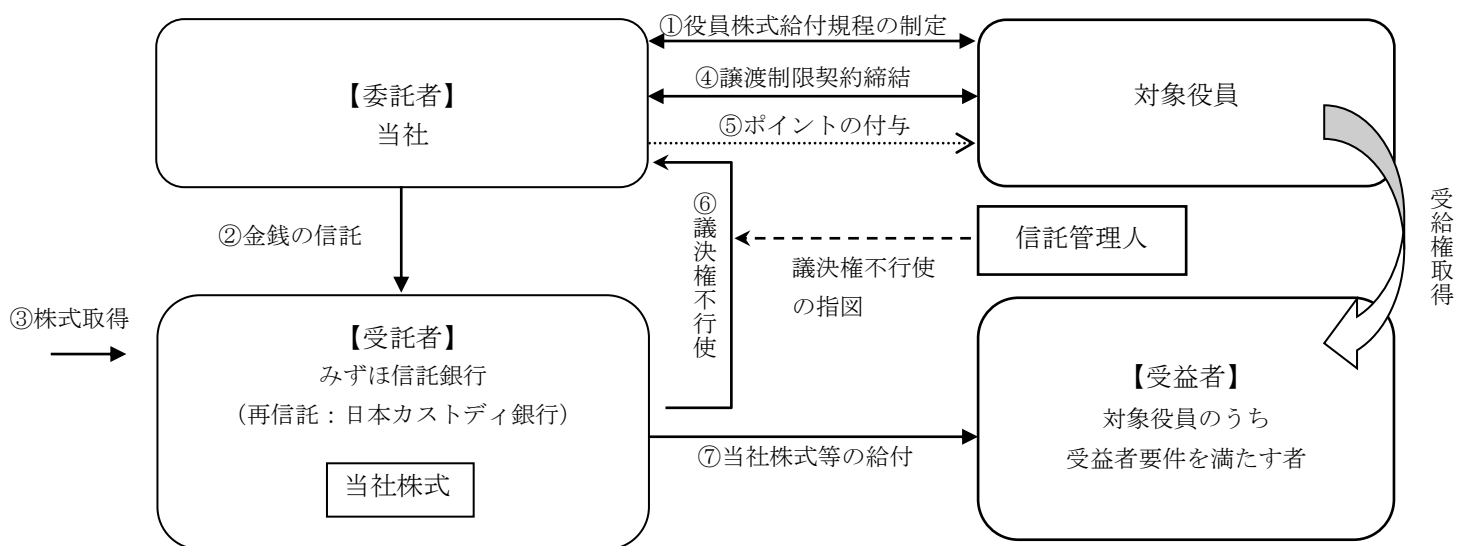 ①役員株式給付規程の制定
【委託者】
当社
④譲渡制限契約締結
対象役員
⑤ポイントの付与
②金銭の信託
⑥議決権不行使
信託管理人
議決権不行使
の指図
受給権取得
③株式取得
【受託者】
みずほ信託銀行
(再信託:日本カストディ銀行)
当社株式
⑦当社株式等の給付
【受益者】
対象役員のうち
受益者要件を満たす者